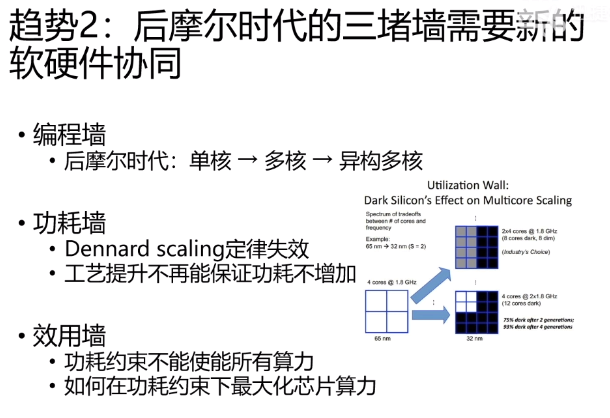 趋势2：后摩尔时代的三堵墙需要新的
软硬件协同
• 编程墙
• 后摩尔时代：单核 → 多核 → 异构多核
• 功耗墙
• Dennard scaling定律失效
• 工艺提升不再能保证功耗不增加
• 效用墙
• 功耗约束不能使能所有算力
• 如何在功耗约束下最大化芯片算力
Utilization Wall:
Dark Silicon's Effect on Multicore Scaling
Spectrum of tradeoffs
between # of cores and
frequency
Example:
65 nm → 32 nm (S = 2)
4 cores @ 1.8 GHz
65 nm
2x4 cores @ 1.8 GHz
(8 cores dark, 8 dim)
(Industry's Choice)
4 cores @ 2x1.8 GHz
(12 cores dark)
75% dark after 2 generations;
93% dark after 4 generations
32 nm